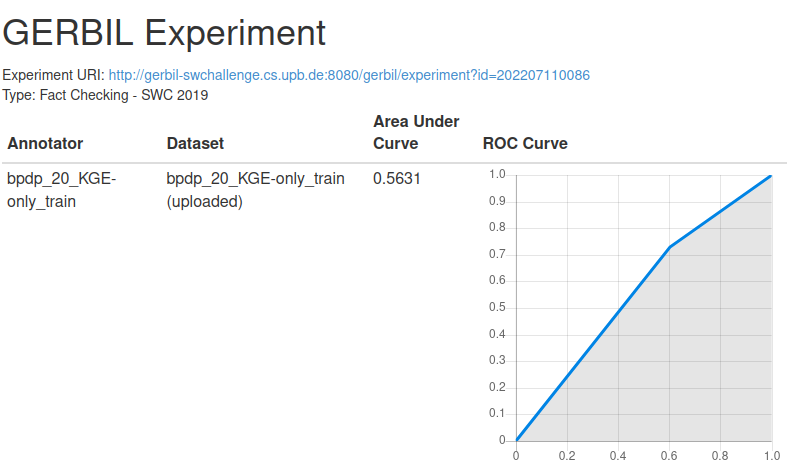 GERBIL Experiment
Experiment URI: http://gerbil-swchallenge.cs.upb.de:8080/gerbil/experiment?id=202207110086
Type: Fact Checking - SWC 2019
Annotator Dataset Area Under Curve ROC Curve
bpdp_20_KGE-only_train
bpdp_20_KGE-only_train (uploaded)
0.5631
1.0
0.9
0.8
0.7
0.6
0.5
0.4
0.3
0.2
0.1
0
0 0.2 0.4 0.6 0.8 1.0